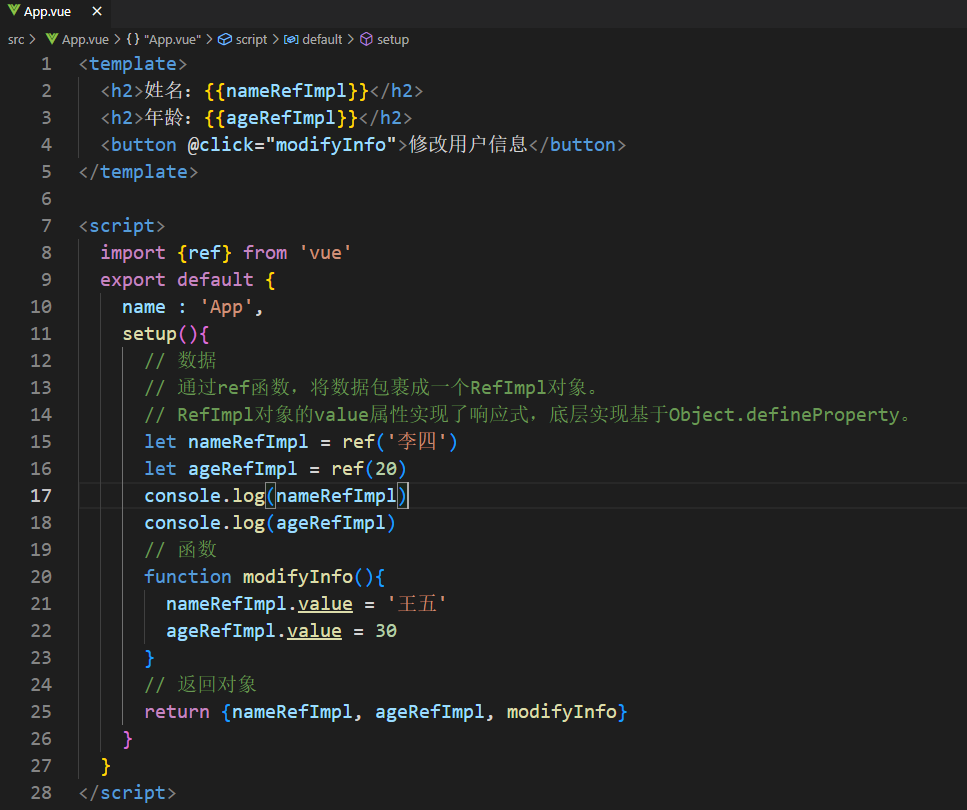 App.vue ×
src > App.vue > {} "App.vue" > script > default > setup
1 <template>
2   <h2>姓名：{{nameRefImpl}}</h2>
3   <h2>年龄：{{ageRefImpl}}</h2>
4   <button @click="modifyInfo">修改用户信息</button>
5 </template>
6
7 <script>
8   import {ref} from 'vue'
9   export default {
10     name : 'App',
11     setup(){
12       // 数据
13       // 通过ref函数，将数据包裹成一个RefImpl对象。
14       // RefImpl对象的value属性实现了响应式，底层实现基于Object.defineProperty。
15       let nameRefImpl = ref('李四')
16       let ageRefImpl = ref(20)
17       console.log(nameRefImpl)
18       console.log(ageRefImpl)
19       // 函数
20       function modifyInfo(){
21         nameRefImpl.value = '王五'
22         ageRefImpl.value = 30
23       }
24       // 返回对象
25       return {nameRefImpl, ageRefImpl, modifyInfo}
26     }
27   }
28 </script>